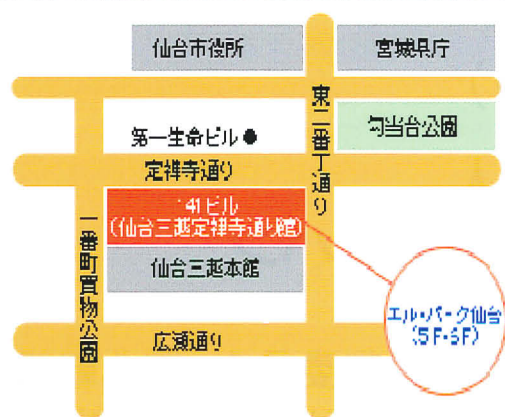 仙台市役所
宮城県庁
東二番丁通り
勾当台公園
第一生命ビル●
定禅寺通り
141ビル
(仙台三越定禅寺通り館)
一番町買物公園
仙台三越本館
エル・パーク仙台
(5F・6F)
広瀬通り